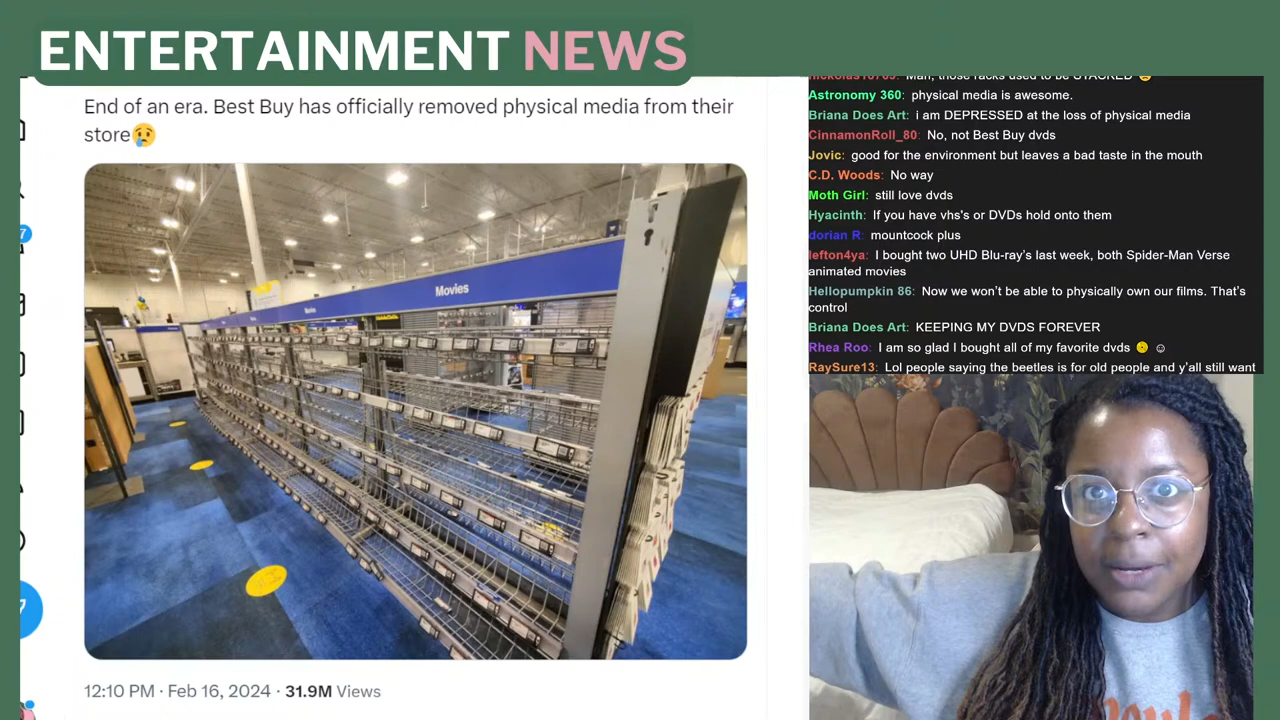 ENTERTAINMENT NEWS
End of an era. Best Buy has officially removed physical media from their
store😢
Movies
12:10 PM · Feb 16, 2024 · 31.9M Views
Man, those racks used to be STACKED
Astronomy 360: physical media is awesome.
Briana Does Art: i am DEPRESSED at the loss of physical media
CinnamonRoll_80: No, not Best Buy dvds
Jovic: good for the environment but leaves a bad taste in the mouth
C.D. Woods: No way
Moth Girl: still love dvds
Hyacinth: If you have vhs's or DVDs hold onto them
dorian R: mountcock plus
lefton4ya: I bought two UHD Blu-ray's last week, both Spider-Man Verse
animated movies
Hellopumpkin 86: Now we won't be able to physically own our films. That's
control
Briana Does Art: KEEPING MY DVDS FOREVER
Rhea Roo: I am so glad I bought all of my favorite dvds 🙂 ☺
RaySure13: Lol people saying the beetles is for old people and y'all still want